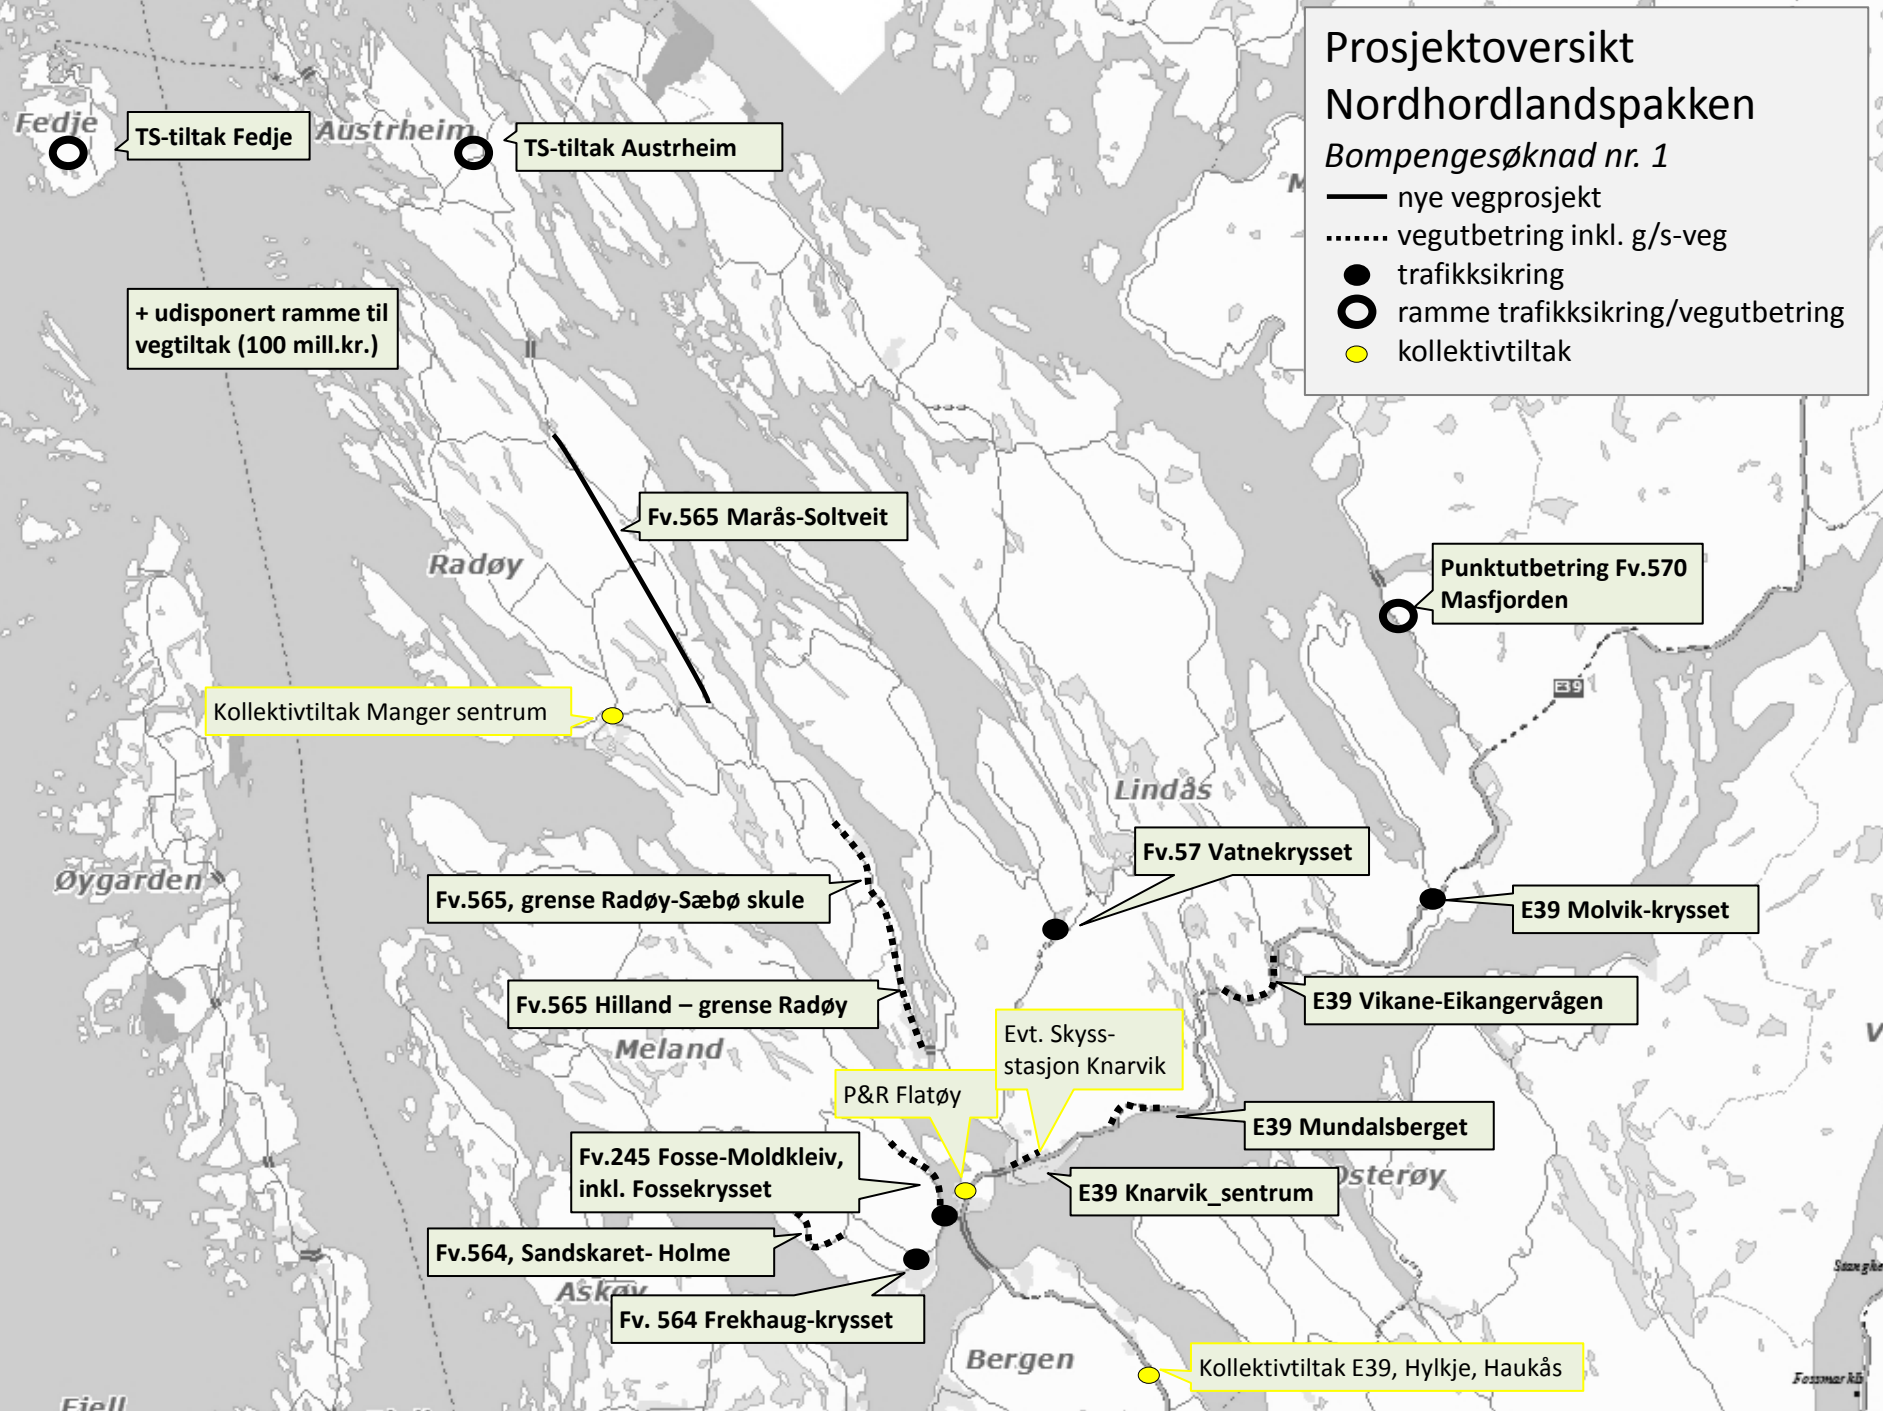 Prosjektoversikt
Nordhordlandspakken
Bompengesøknad nr. 1
nye vegprosjekt
vegutbetring inkl. g/s-veg
trafikksikring
ramme trafikksikring/vegutbetring
kollektivtiltak
Fedje
TS-tiltak Fedje
Austrheim
TS-tiltak Austrheim
+ udisponert ramme til
vegtiltak (100 mill.kr.)
Fv.565 Marås-Soltveit
Radøy
Punktutbetring Fv.570
Masfjorden
E39
Kollektivtiltak Manger sentrum
Lindås
Fv.57 Vatnekrysset
Øygarden
Fv.565, grense Radøy-Sæbø skule
E39 Molvik-krysset
Fv.565 Hilland – grense Radøy
E39 Vikane-Eikangervågen
Meland
Evt. Skyss-
stasjon Knarvik
P&R Flatøy
E39 Mundalsberget
Fv.245 Fosse-Moldkleiv,
inkl. Fossekrysset
Osterøy
E39 Knarvik_sentrum
Fv.564, Sandskaret- Holme
Askøy
Fv. 564 Frekhaug-krysset
Bergen
Kollektivtiltak E39, Hylkje, Haukås
Fjell